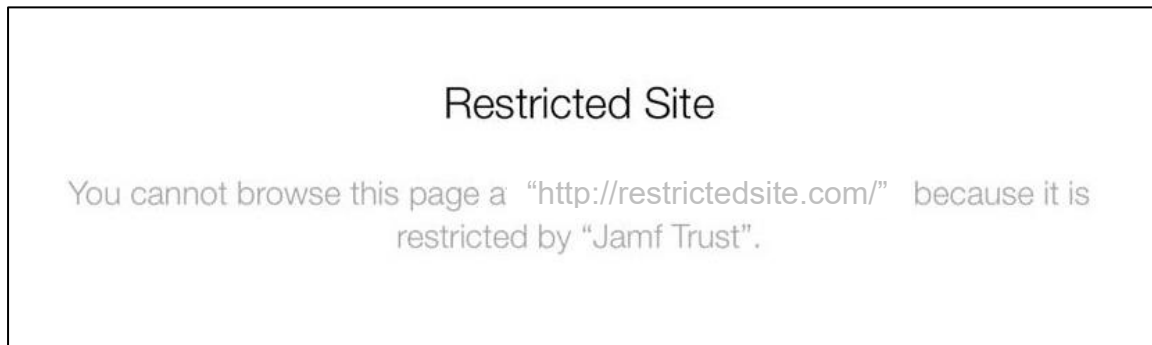 Restricted Site
You cannot browse this page a “http://restrictedsite.com/” because it is
restricted by “Jamf Trust”.